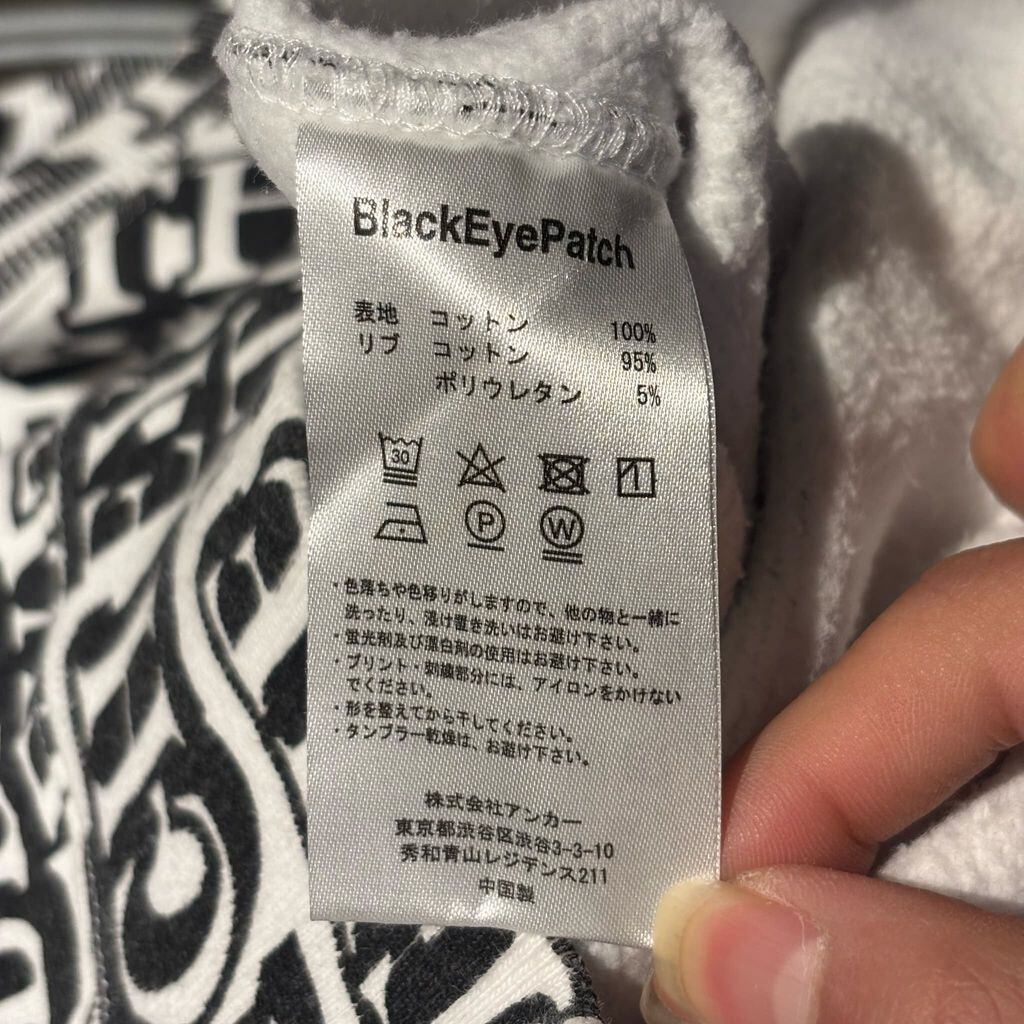 BlackEyePatch
表地 コットン 100%
リブ コットン 95%
ポリウレタン 5%
30
1
P
W
・色落ちや色移りがしますので、他の物と一緒に
洗ったり、浸け置き洗いはお避け下さい。
・蛍光剤及び漂白剤の使用はお避け下さい。
・プリント・刺繍部分には、アイロンをかけない
でください。
・形を整えてから干してください。
・タンブラー乾燥は、お避け下さい。
株式会社アンカー
東京都渋谷区渋谷3-3-10
秀和青山レジデンス211
中国製